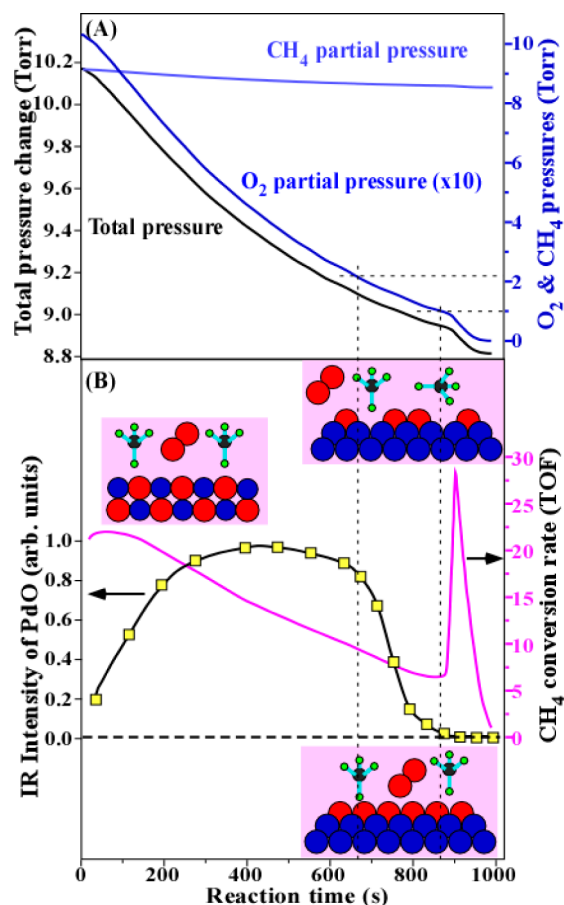 (A)
CH4 partial pressure
O2 partial pressure (x10)
Total pressure
Total pressure change (Torr)
10.2
10.0
9.8
9.6
9.4
9.2
9.0
8.8
O2 & CH4 pressures (Torr)
10
8
6
4
2
0
(B)
IR Intensity of PdO (arb. units)
1.0
0.8
0.6
0.4
0.2
0.0
CH4 conversion rate (TOF)
30
25
20
15
10
5
0
0 200 400 600 800 1000
Reaction time (s)